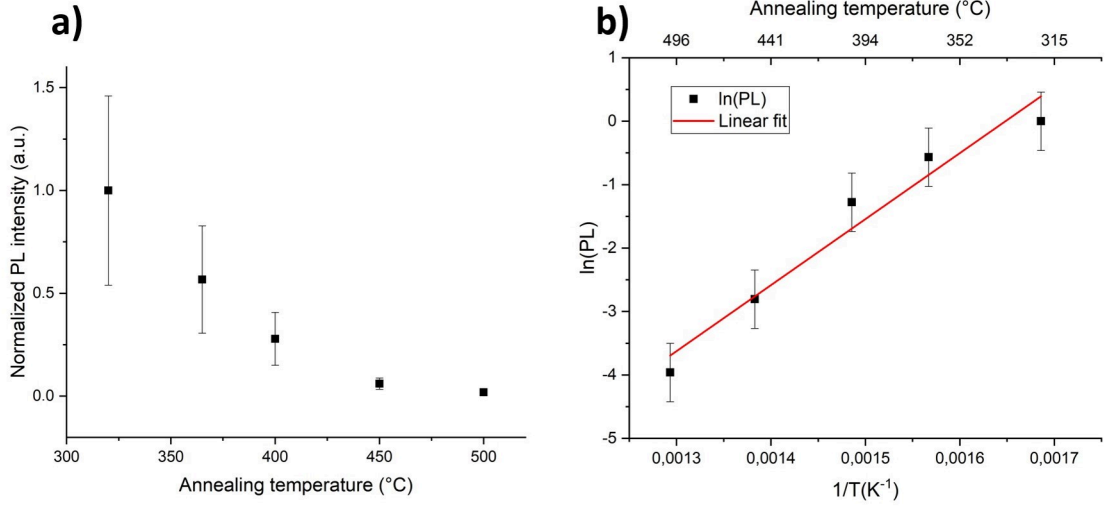 a)
Normalized PL intensity (a.u.)
1.5
1.0
0.5
0.0
300 350 400 450 500
Annealing temperature (°C)
b)
Annealing temperature (°C)
496 441 394 352 315
ln(PL)
1
0
-1
-2
-3
-4
-5
ln(PL)
Linear fit
0,0013 0,0014 0,0015 0,0016 0,0017
1/T(K⁻¹)